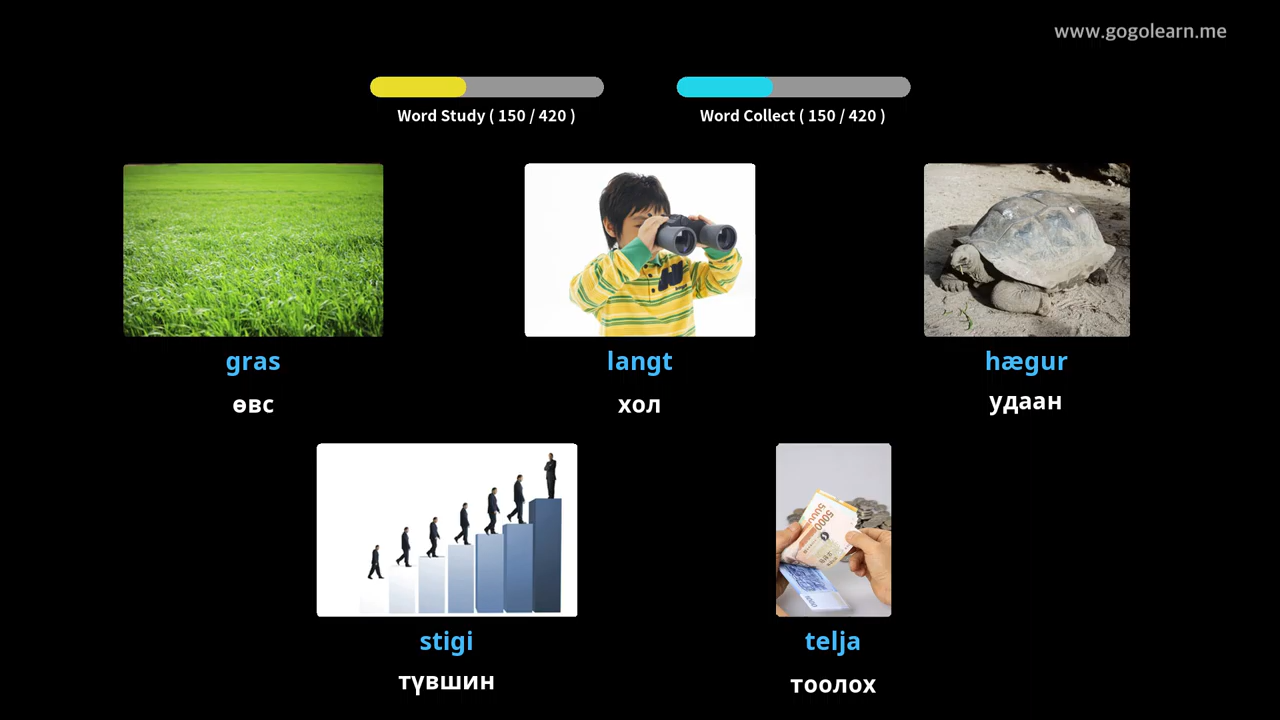 www.gogolearn.me
Word Study ( 150 / 420 )
Word Collect ( 150 / 420 )
gras
өвс
langt
хол
hægur
удаан
stigi
түвшин
telja
тоолох